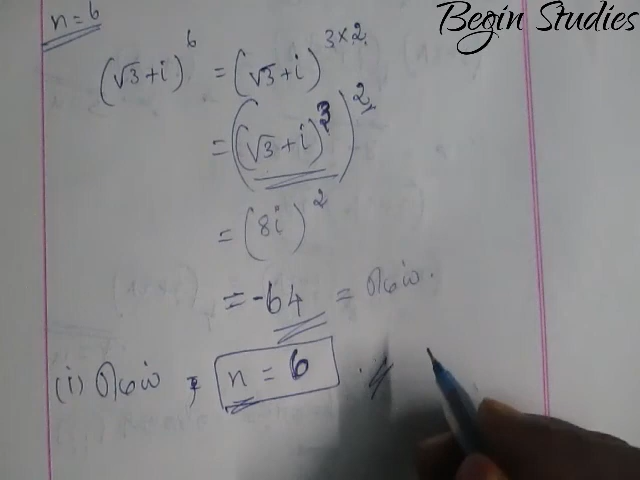 Begin Studies
n = 6
(√3+i)^6 = (√3+i)^{3×2}
= ((√3+i)^3)^2
= (8i)^2
= -64 = மெய்.
(i) மெய் , n = 6